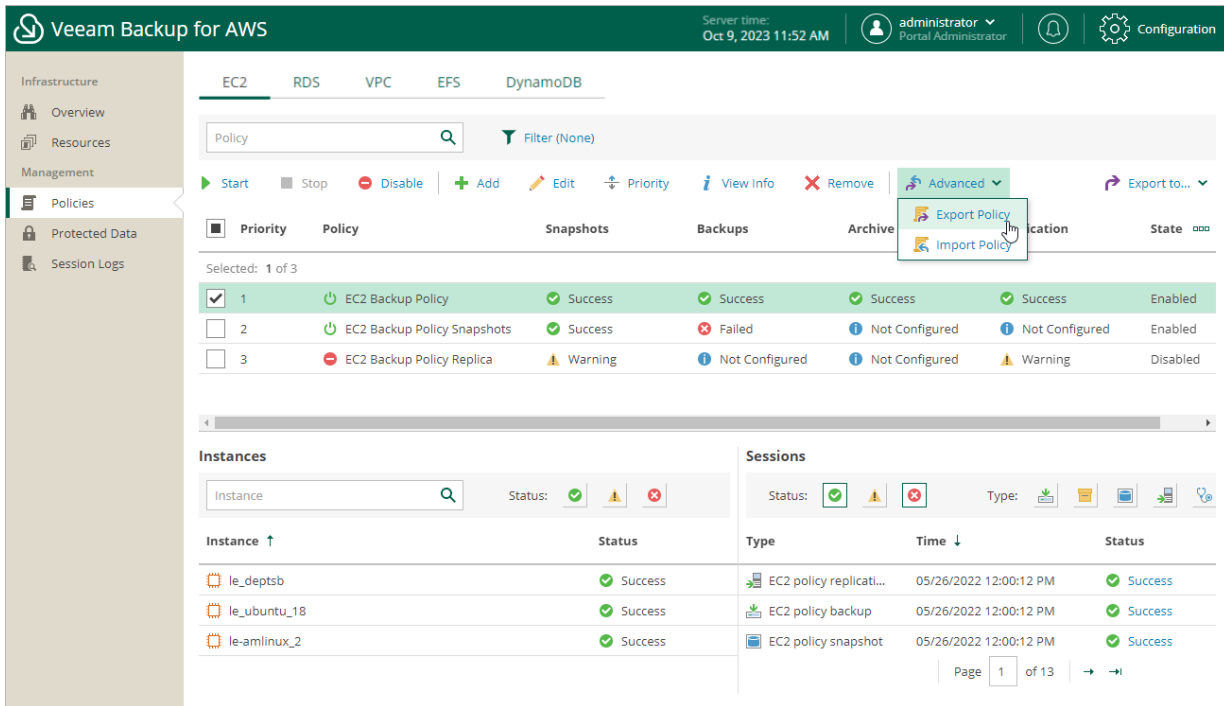 Veeam Backup for AWS
Server time:
Oct 9, 2023 11:52 AM
administrator
Portal Administrator
Configuration
Infrastructure
Overview
Resources
Management
Policies
Protected Data
Session Logs
EC2 RDS VPC EFS DynamoDB
Policy
Filter (None)
Start Stop Disable Add Edit Priority View Info Remove Advanced Export to...
Export Policy
Import Policy
Priority Policy Snapshots Backups Archive ication State
Selected: 1 of 3
1 EC2 Backup Policy Success Success Success Success Enabled
2 EC2 Backup Policy Snapshots Success Failed Not Configured Not Configured Enabled
3 EC2 Backup Policy Replica Warning Not Configured Not Configured Warning Disabled
Instances
Instance
Status:
Instance Status
le_deptsb Success
le_ubuntu_18 Success
le-amlinux_2 Success
Sessions
Status: Type:
Type Time Status
EC2 policy replicati... 05/26/2022 12:00:12 PM Success
EC2 policy backup 05/26/2022 12:00:12 PM Success
EC2 policy snapshot 05/26/2022 12:00:12 PM Success
Page 1 of 13